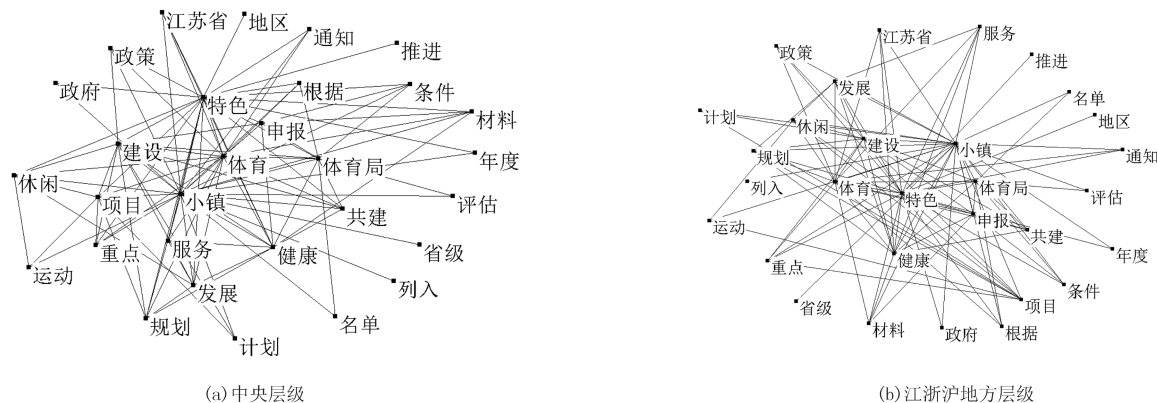 江苏省
地区
通知
推进
政策
政府
特色
根据
条件
材料
申报
建设
体育
体育局
年度
休闲
项目
小镇
共建
评估
重点
服务
健康
省级
运动
发展
列入
规划
名单
计划
(a)中央层级
江苏省
服务
政策
推进
发展
名单
计划
休闲
地区
建设
小镇
规划
通知
列入
体育
特色
体育局
评估
运动
申报
共建
重点
健康
年度
省级
项目
条件
材料
政府
根据
(b)江浙沪地方层级